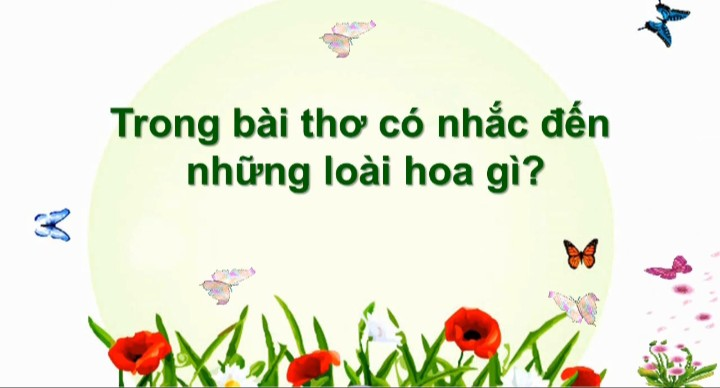 Trong bài thơ có nhắc đến
những loài hoa gì?